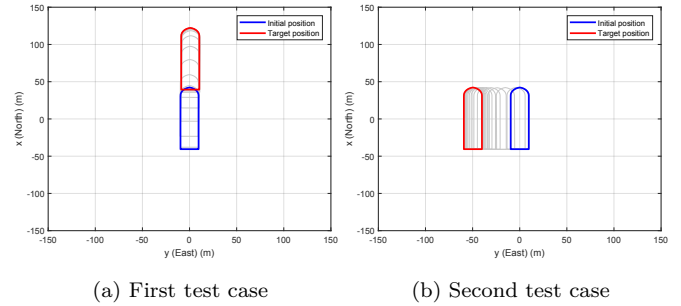 150
100
50
0
-50
-100
-150
x (North) (m)
-150
-100
-50
0
50
100
150
y (East) (m)
Initial position
Target position
(a) First test case
150
100
50
0
-50
-100
-150
x (North) (m)
-150
-100
-50
0
50
100
150
y (East) (m)
Initial position
Target position
(b) Second test case